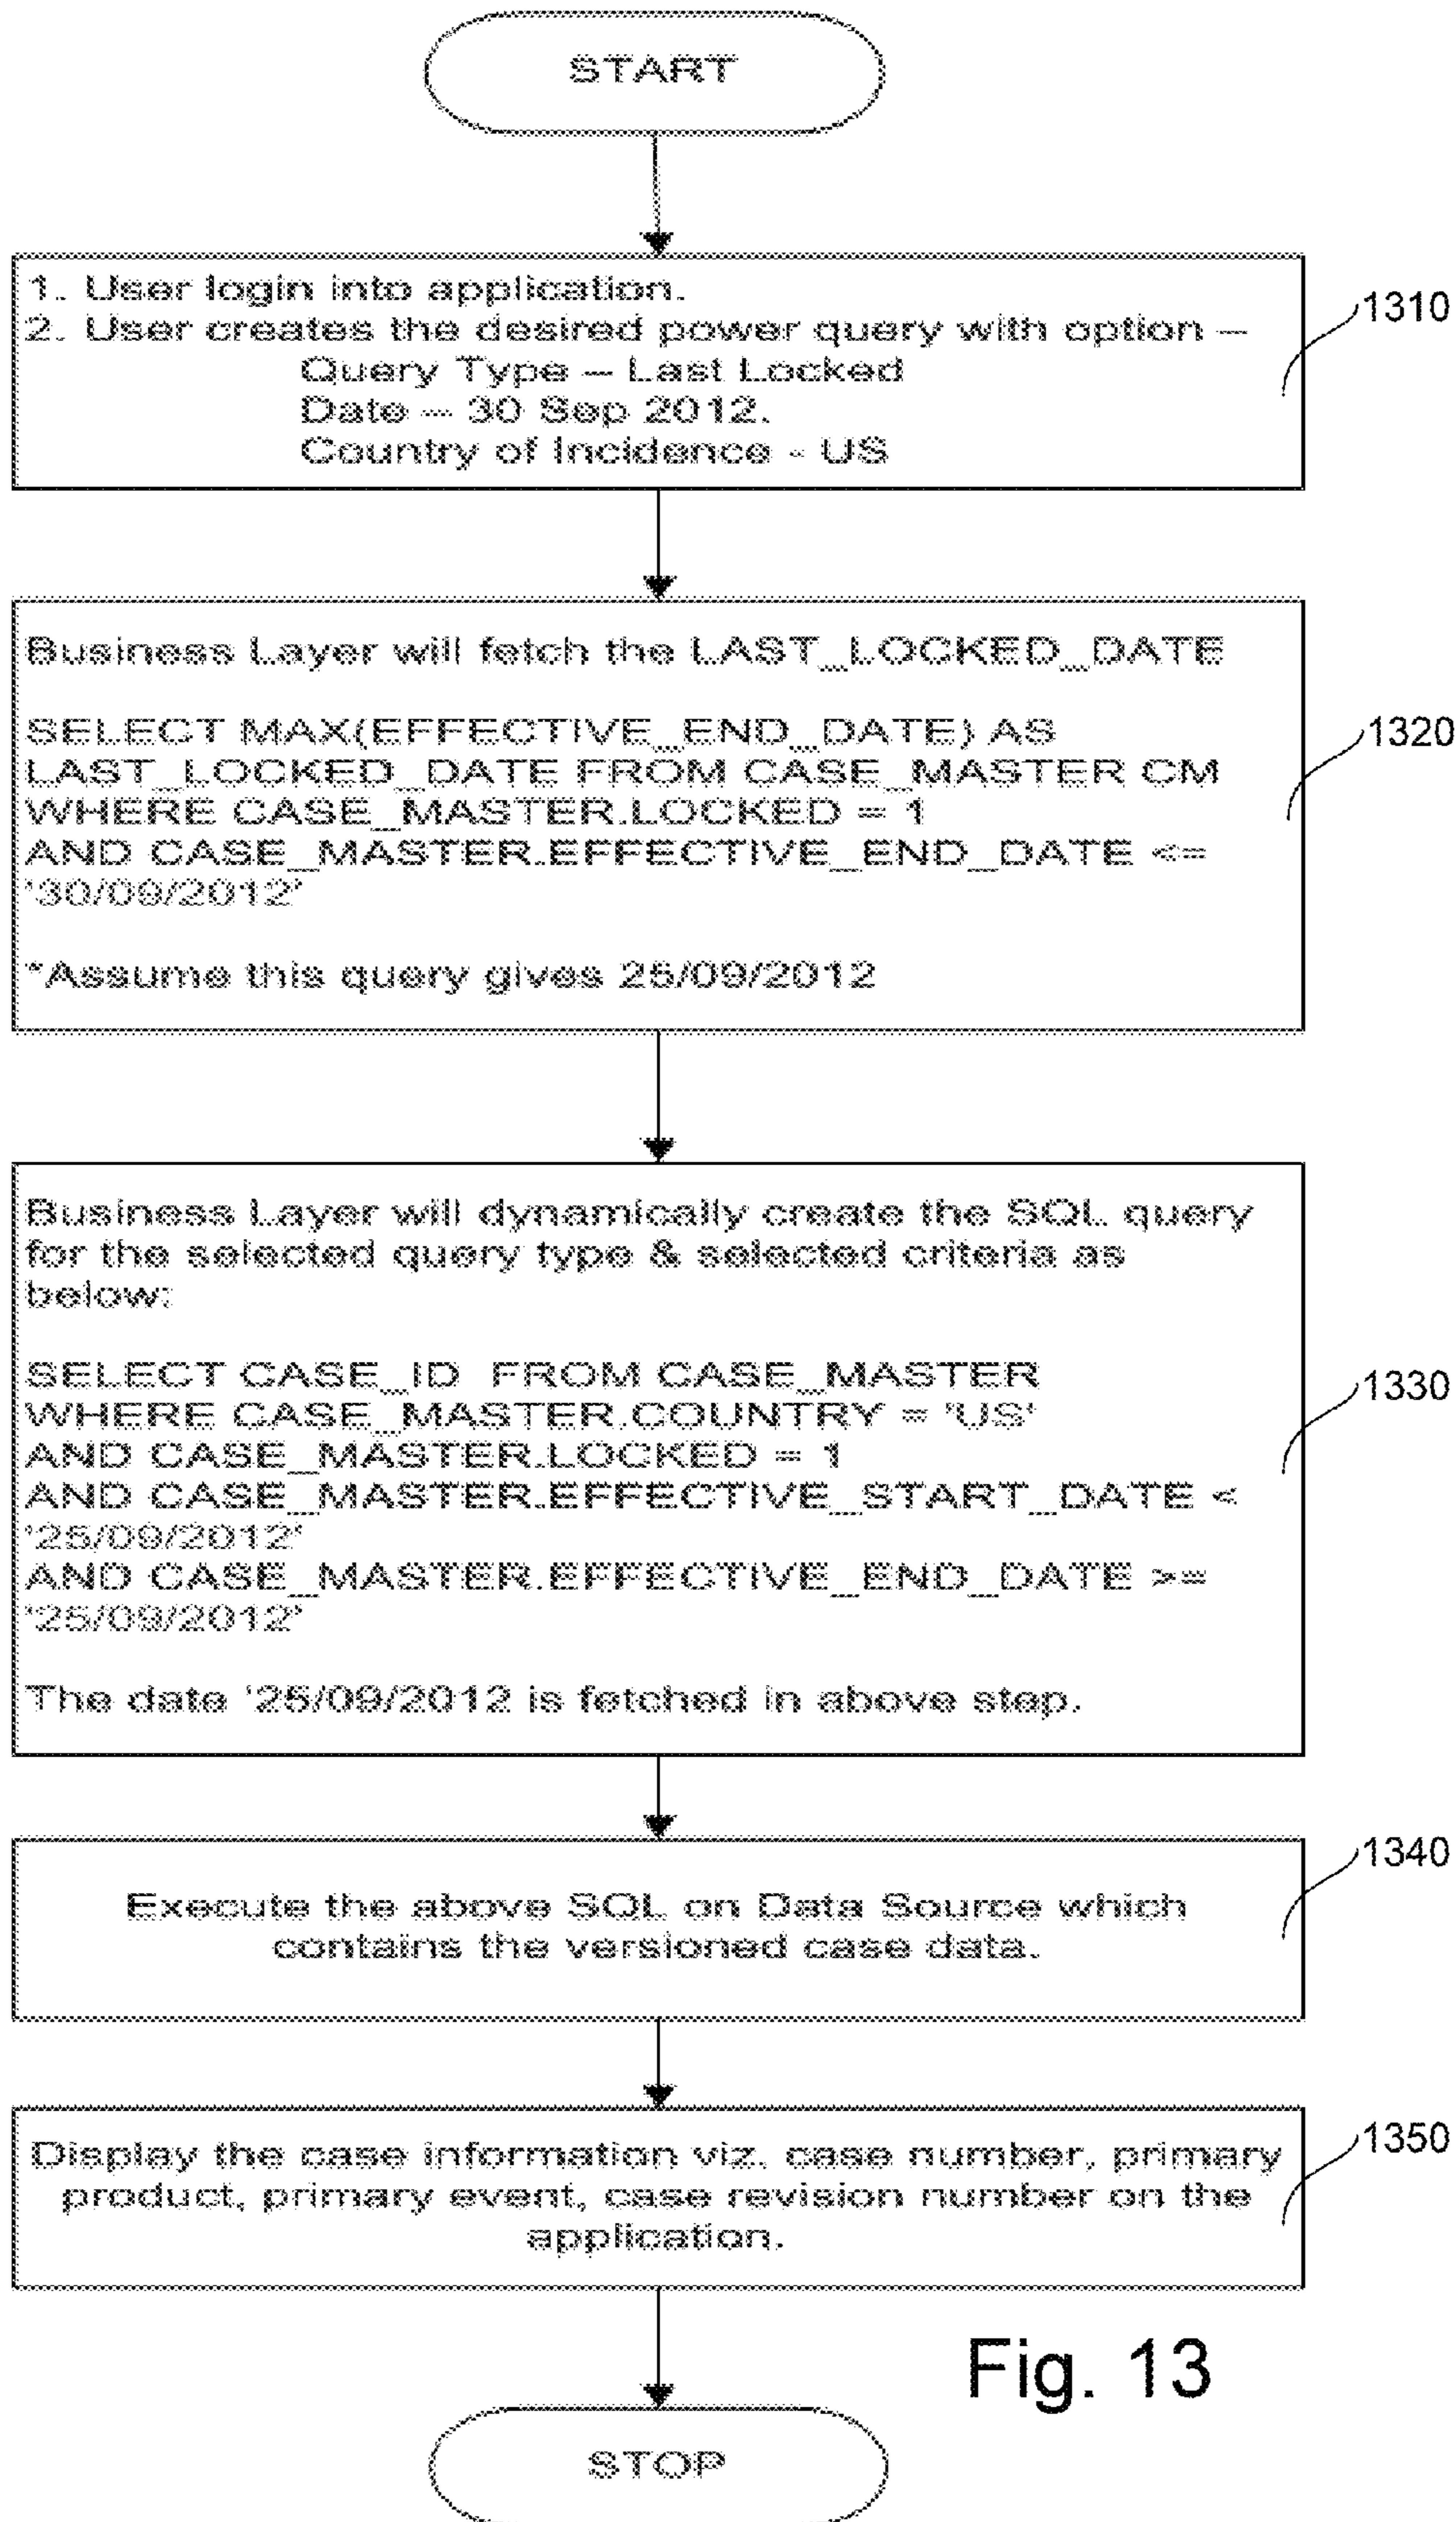 START
1. User login into application.
2. User creates the desired power query with option –
Query Type – Last Locked
Date – 30 Sep 2012.
Country of Incidence - US
1310
Business Layer will fetch the LAST_LOCKED_DATE
SELECT MAX(EFFECTIVE_END_DATE) AS
LAST_LOCKED_DATE FROM CASE_MASTER CM
WHERE CASE_MASTER.LOCKED = 1
AND CASE_MASTER.EFFECTIVE_END_DATE <=
'30/09/2012'
*Assume this query gives 25/09/2012
1320
Business Layer will dynamically create the SQL query
for the selected query type & selected criteria as
below:
SELECT CASE_ID FROM CASE_MASTER
WHERE CASE_MASTER.COUNTRY = 'US'
AND CASE_MASTER.LOCKED = 1
AND CASE_MASTER.EFFECTIVE_START_DATE <
'25/09/2012'
AND CASE_MASTER.EFFECTIVE_END_DATE >=
'25/09/2012'
The date '25/09/2012 is fetched in above step.
1330
Execute the above SQL on Data Source which
contains the versioned case data.
1340
Display the case information viz. case number, primary
product, primary event, case revision number on the
application.
1350
Fig. 13
STOP